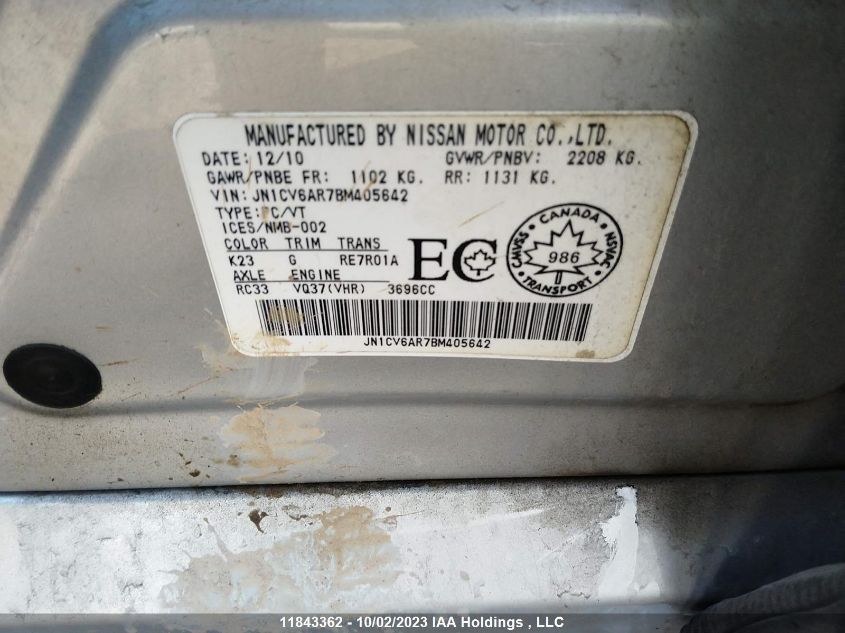 MANUFACTURED BY NISSAN MOTOR CO.,LTD.
DATE: 12/10 GVWR/PNBV: 2208 KG.
GAWR/PNBE FR: 1102 KG. RR: 1131 KG.
VIN: JN1CV6AR7BM405642
TYPE: PC/VT
ICES/NMB-002
COLOR TRIM TRANS
K23 G RE7R01A
AXLE ENGINE
RC33 VQ37(VHR) 3696CC
EC
CANADA
CMVSS NSVAC
986
TRANSPORT
JN1CV6AR7BM405642
11843362 - 10/02/2023 IAA Holdings , LLC